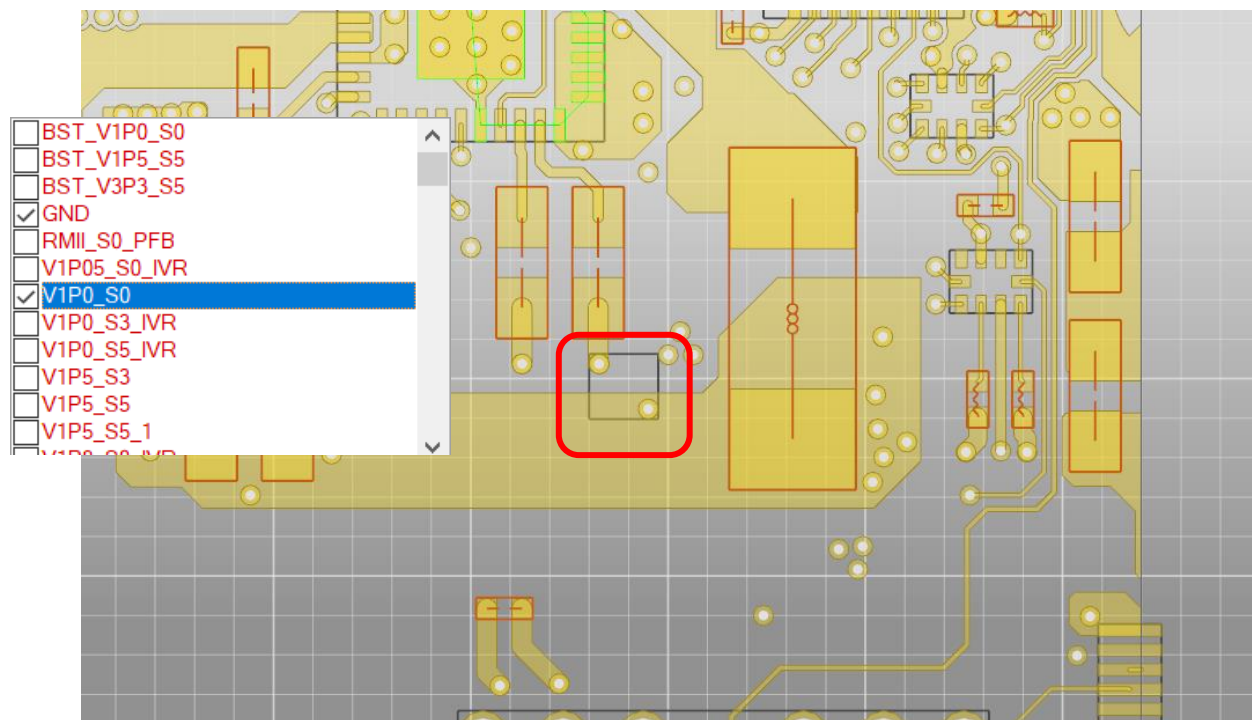 BST_V1P0_S0
BST_V1P5_S5
BST_V3P3_S5
GND
RMII_S0_PFB
V1P05_S0_IVR
V1P0_S0
V1P0_S3_IVR
V1P0_S5_IVR
V1P5_S3
V1P5_S5
V1P5_S5_1